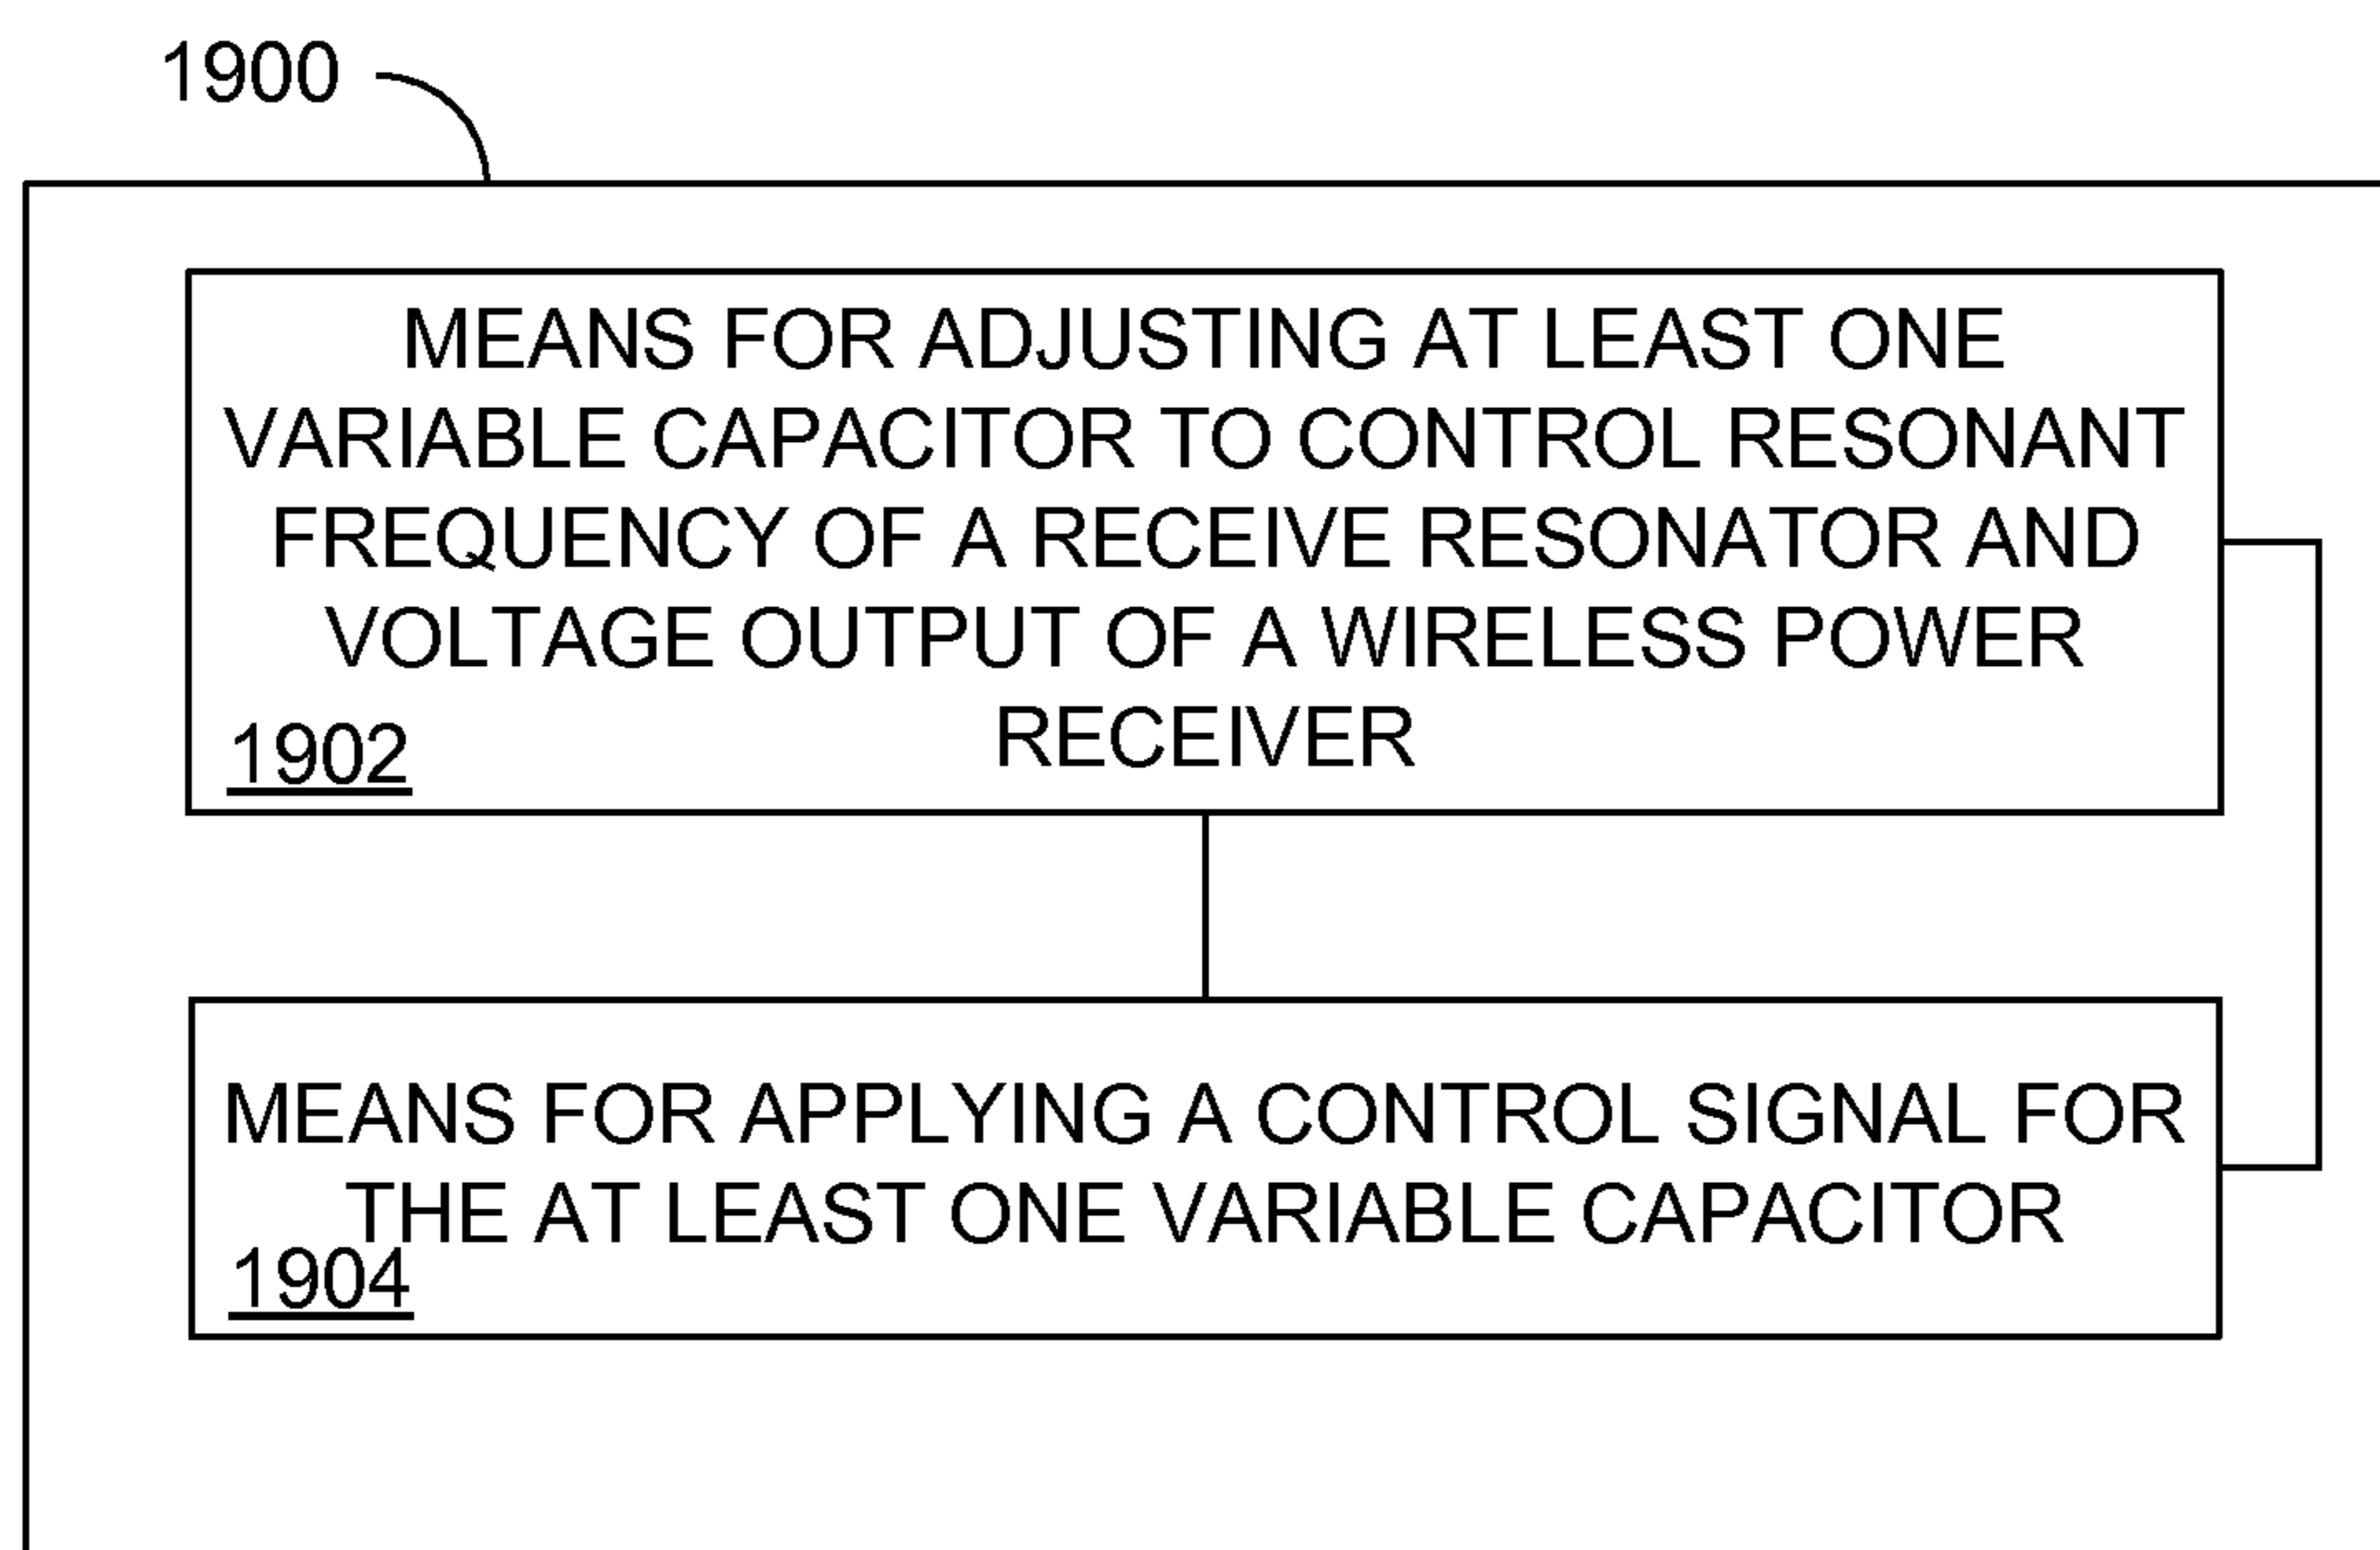 1900
MEANS FOR ADJUSTING AT LEAST ONE
VARIABLE CAPACITOR TO CONTROL RESONANT
FREQUENCY OF A RECEIVE RESONATOR AND
VOLTAGE OUTPUT OF A WIRELESS POWER
RECEIVER
1902
MEANS FOR APPLYING A CONTROL SIGNAL FOR
THE AT LEAST ONE VARIABLE CAPACITOR
1904